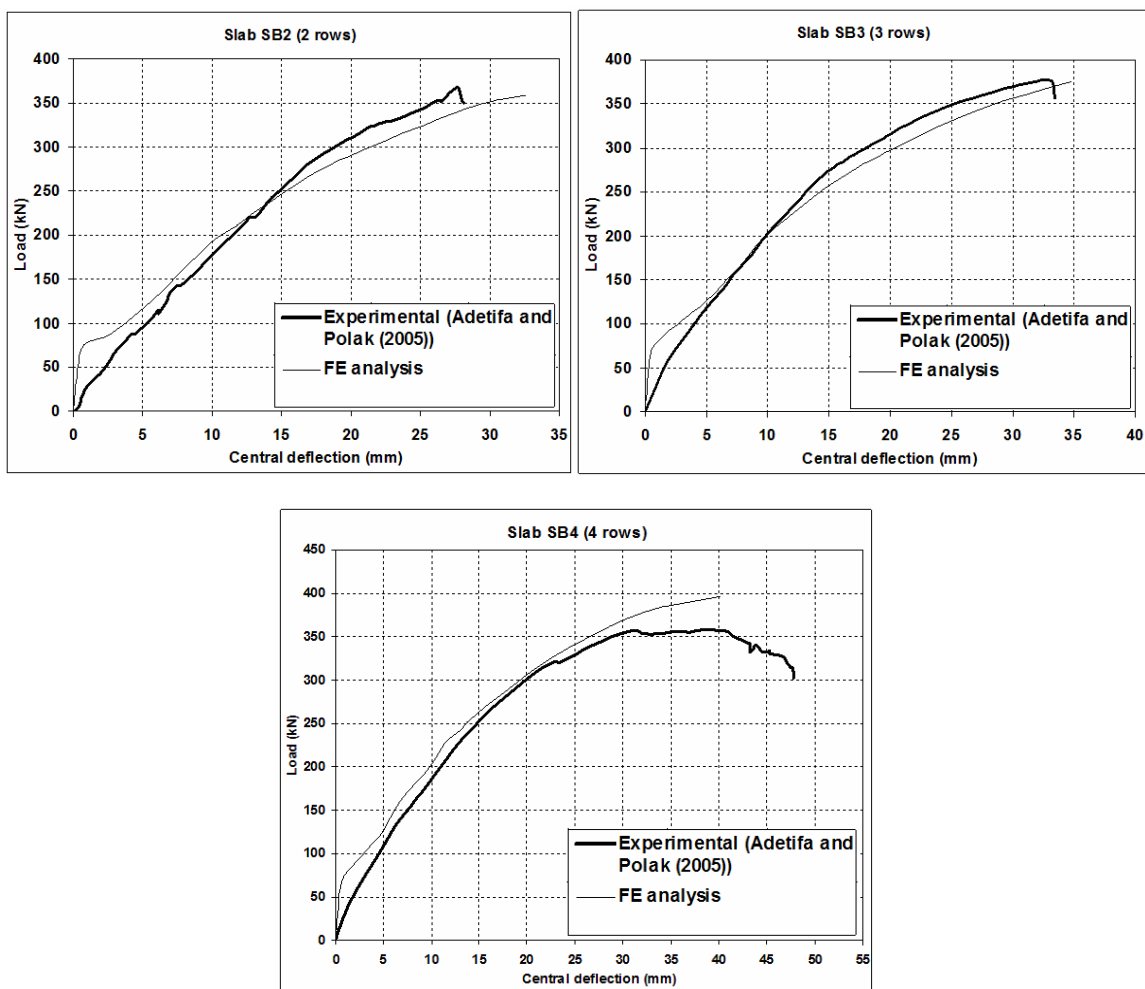 Slab SB2 (2 rows)
400
350
300
250
200
150
100
50
0
Load (kN)
0 5 10 15 20 25 30 35
Central deflection (mm)
Experimental (Adetifa and
Polak (2005))
FE analysis
Slab SB3 (3 rows)
400
350
300
250
200
150
100
50
0
Load (kN)
0 5 10 15 20 25 30 35 40
Central deflection (mm)
Experimental (Adetifa and
Polak (2005))
FE analysis
Slab SB4 (4 rows)
450
400
350
300
250
200
150
100
50
0
Load (kN)
0 5 10 15 20 25 30 35 40 45 50 55
Central deflection (mm)
Experimental (Adetifa and
Polak (2005))
FE analysis